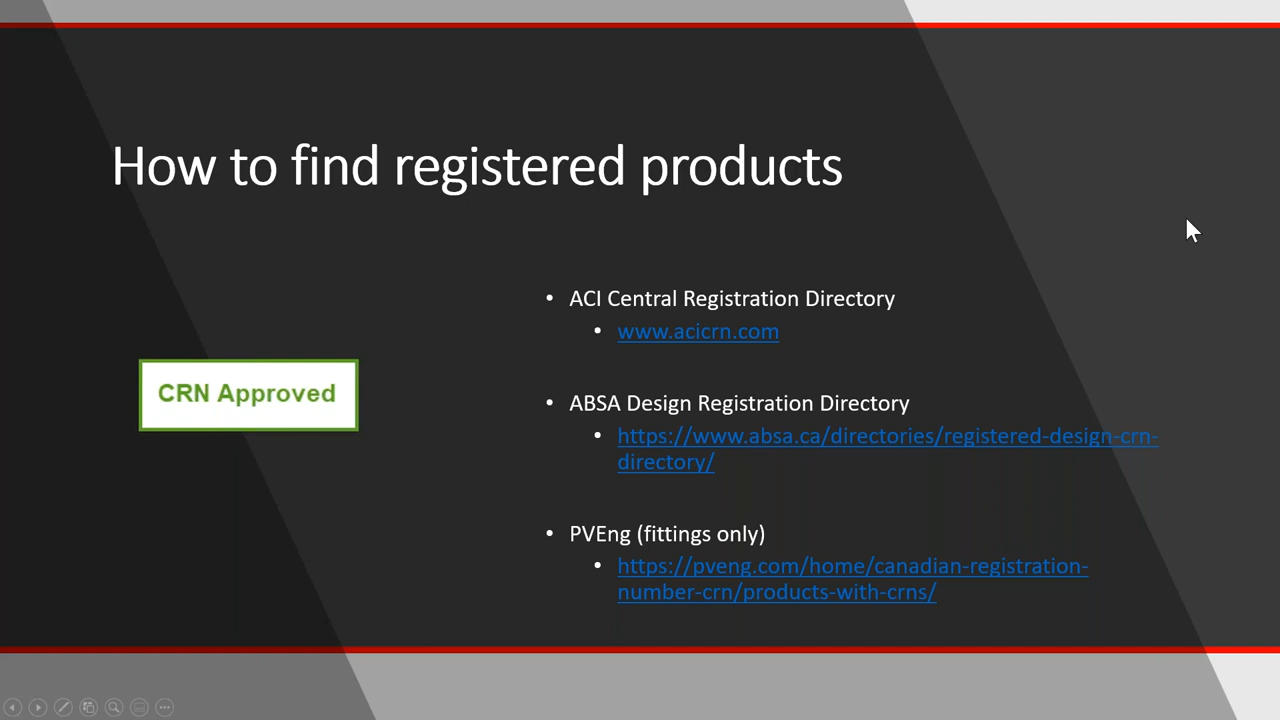 How to find registered products
CRN Approved
• ACI Central Registration Directory
• www.acicrn.com
• ABSA Design Registration Directory
• https://www.absa.ca/directories/registered-design-crn-
directory/
• PVEng (fittings only)
• https://pveng.com/home/canadian-registration-
number-crn/products-with-crns/